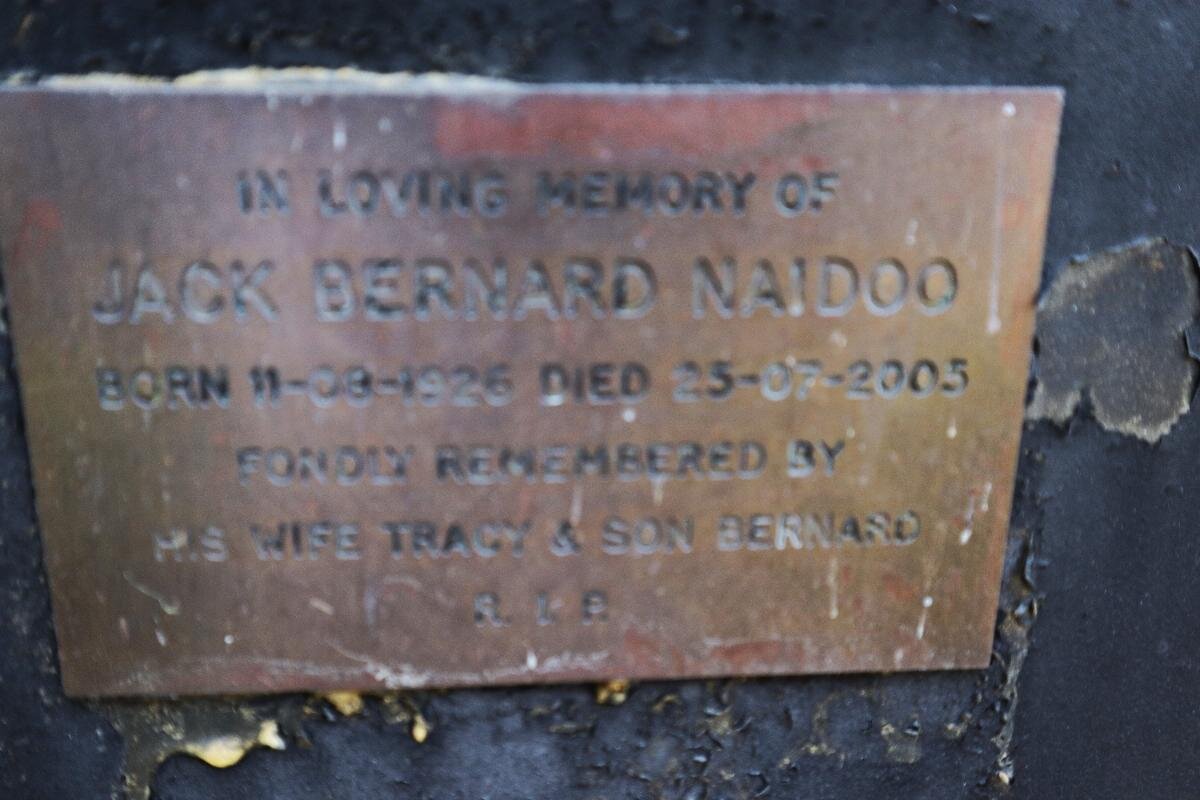 IN LOVING MEMORY OF
JACK BERNARD NAIDOO
BORN 11-08-1926 DIED 25-07-2005
FONDLY REMEMBERED BY
HIS WIFE TRACY & SON BERNARD
R. I. P.